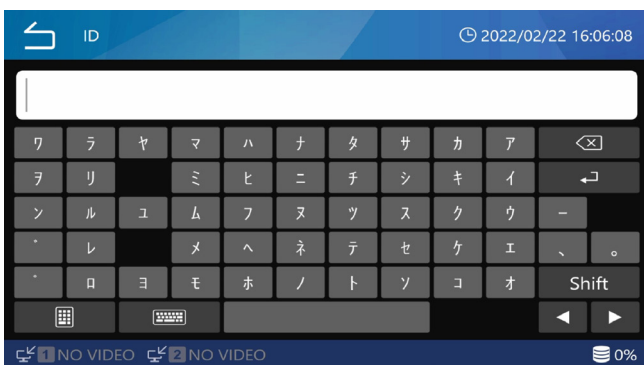 ID 2022/02/22 16:06:08
ワ ラ ヤ マ ハ ナ タ サ カ ア
ヲ リ ミ ヒ ニ チ シ キ イ
ン ル ユ ム フ ヌ ツ ス ク ウ ー
゛ レ メ ヘ ネ テ セ ケ エ 、 。
゜ ロ ヨ モ ホ ノ ト ソ コ オ Shift
1 NO VIDEO 2 NO VIDEO 0%